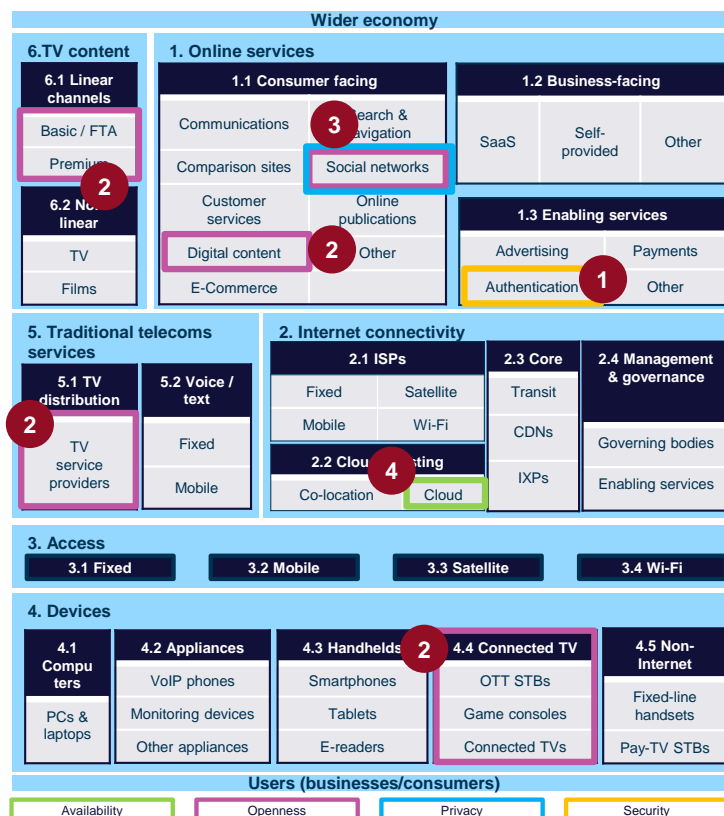 Wider economy
6.TV content
1. Online services
6.1 Linear
channels
Basic / FTA
Premium
2
6.2
linear
TV
Films
1.1 Consumer facing
Communications
3
Search &
navigation
Comparison sites
Social networks
Customer
services
Online
publications
Digital content
2
Other
E-Commerce
1.2 Business-facing
SaaS
Self-
provided
Other
1.3 Enabling services
Advertising
Payments
Authentication
1
Other
5. Traditional telecoms
services
5.1 TV
distribution
2
TV
service
providers
5.2 Voice /
text
Fixed
Mobile
2. Internet connectivity
2.1 ISPs
Fixed
Satellite
Mobile
Wi-Fi
2.2 Cloud
4
Co-location
Cloud
2.3 Core
Transit
CDNs
IXPs
2.4 Management
& governance
Governing bodies
Enabling services
3. Access
3.1 Fixed
3.2 Mobile
3.3 Satellite
3.4 Wi-Fi
4. Devices
4.1
Compu
ters
PCs &
laptops
4.2 Appliances
VoIP phones
Monitoring devices
Other appliances
4.3 Handhelds
Smartphones
Tablets
E-readers
2
4.4 Connected TV
OTT STBs
Game consoles
Connected TVs
4.5 Non-
Internet
Fixed-line
handsets
Pay-TV STBs
Users (businesses/consumers)
Availability
Openness
Privacy
Security